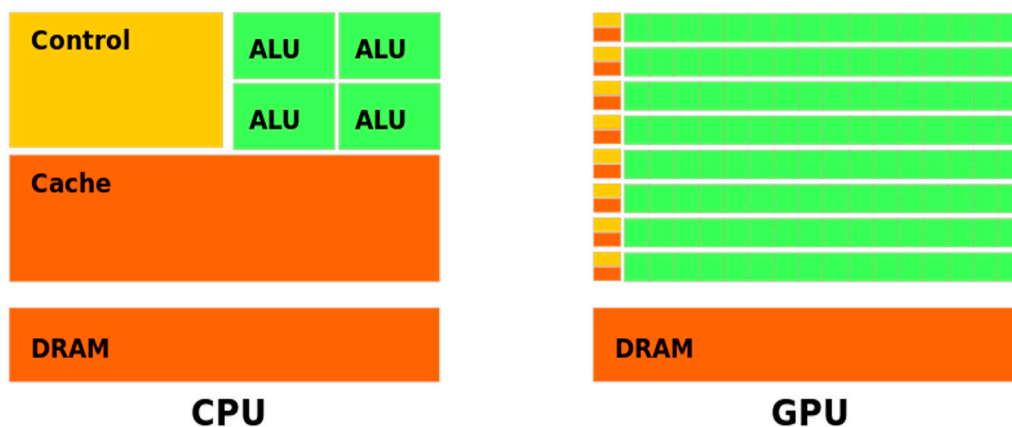 Control
ALU ALU
ALU ALU
Cache
DRAM
CPU
DRAM
GPU